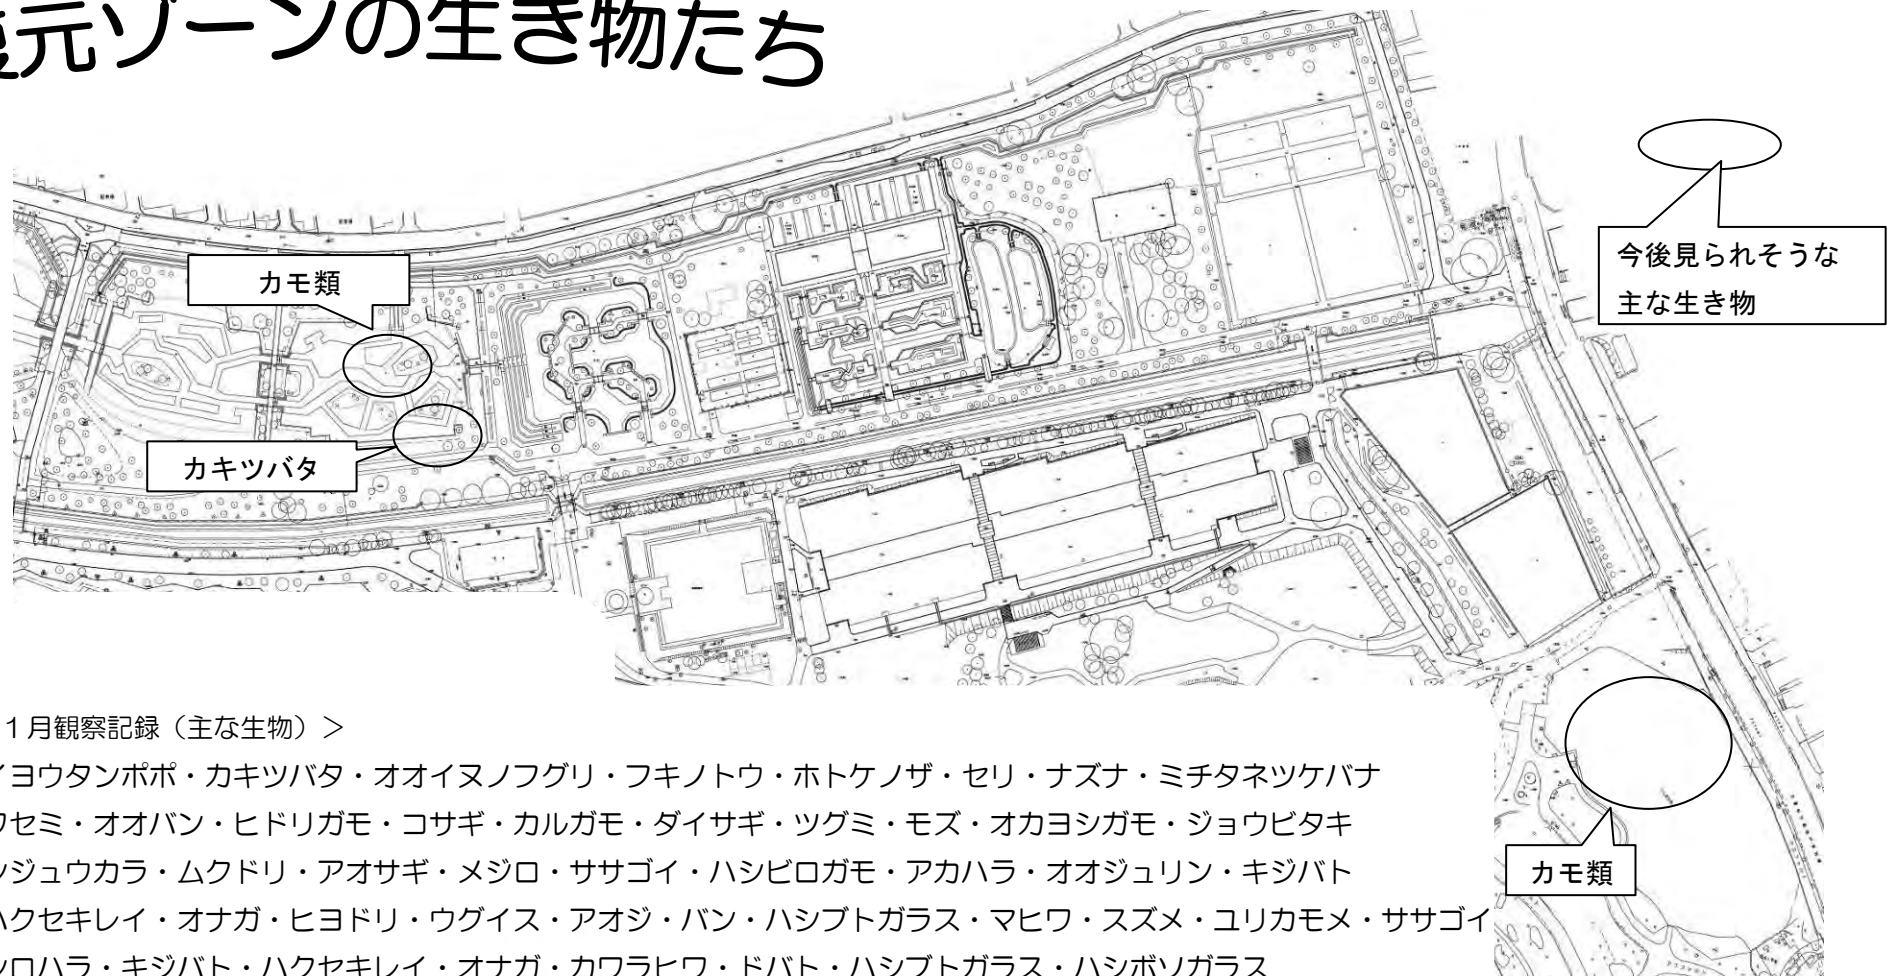 元ゾーンの生き物たち
カモ類
カキツバタ
今後見られそうな
主な生き物
カモ類
1月観察記録（主な生物）＞
イヨウタンポポ・カキツバタ・オオイヌノフグリ・フキノトウ・ホトケノザ・セリ・ナズナ・ミチタネツケバナ
ワセミ・オオバン・ヒドリガモ・コサギ・カルガモ・ダイサギ・ツグミ・モズ・オカヨシガモ・ジョウビタキ
ジュウカラ・ムクドリ・アオサギ・メジロ・ササゴイ・ハシビロガモ・アカハラ・オオジュリン・キジバト
ハクセキレイ・オナガ・ヒヨドリ・ウグイス・アオジ・バン・ハシブトガラス・マヒワ・スズメ・ユリカモメ・ササゴイ
シロハラ・キジバト・ハクセキレイ・オナガ・カワラヒワ・ドバト・ハシブトガラス・ハシボソガラス